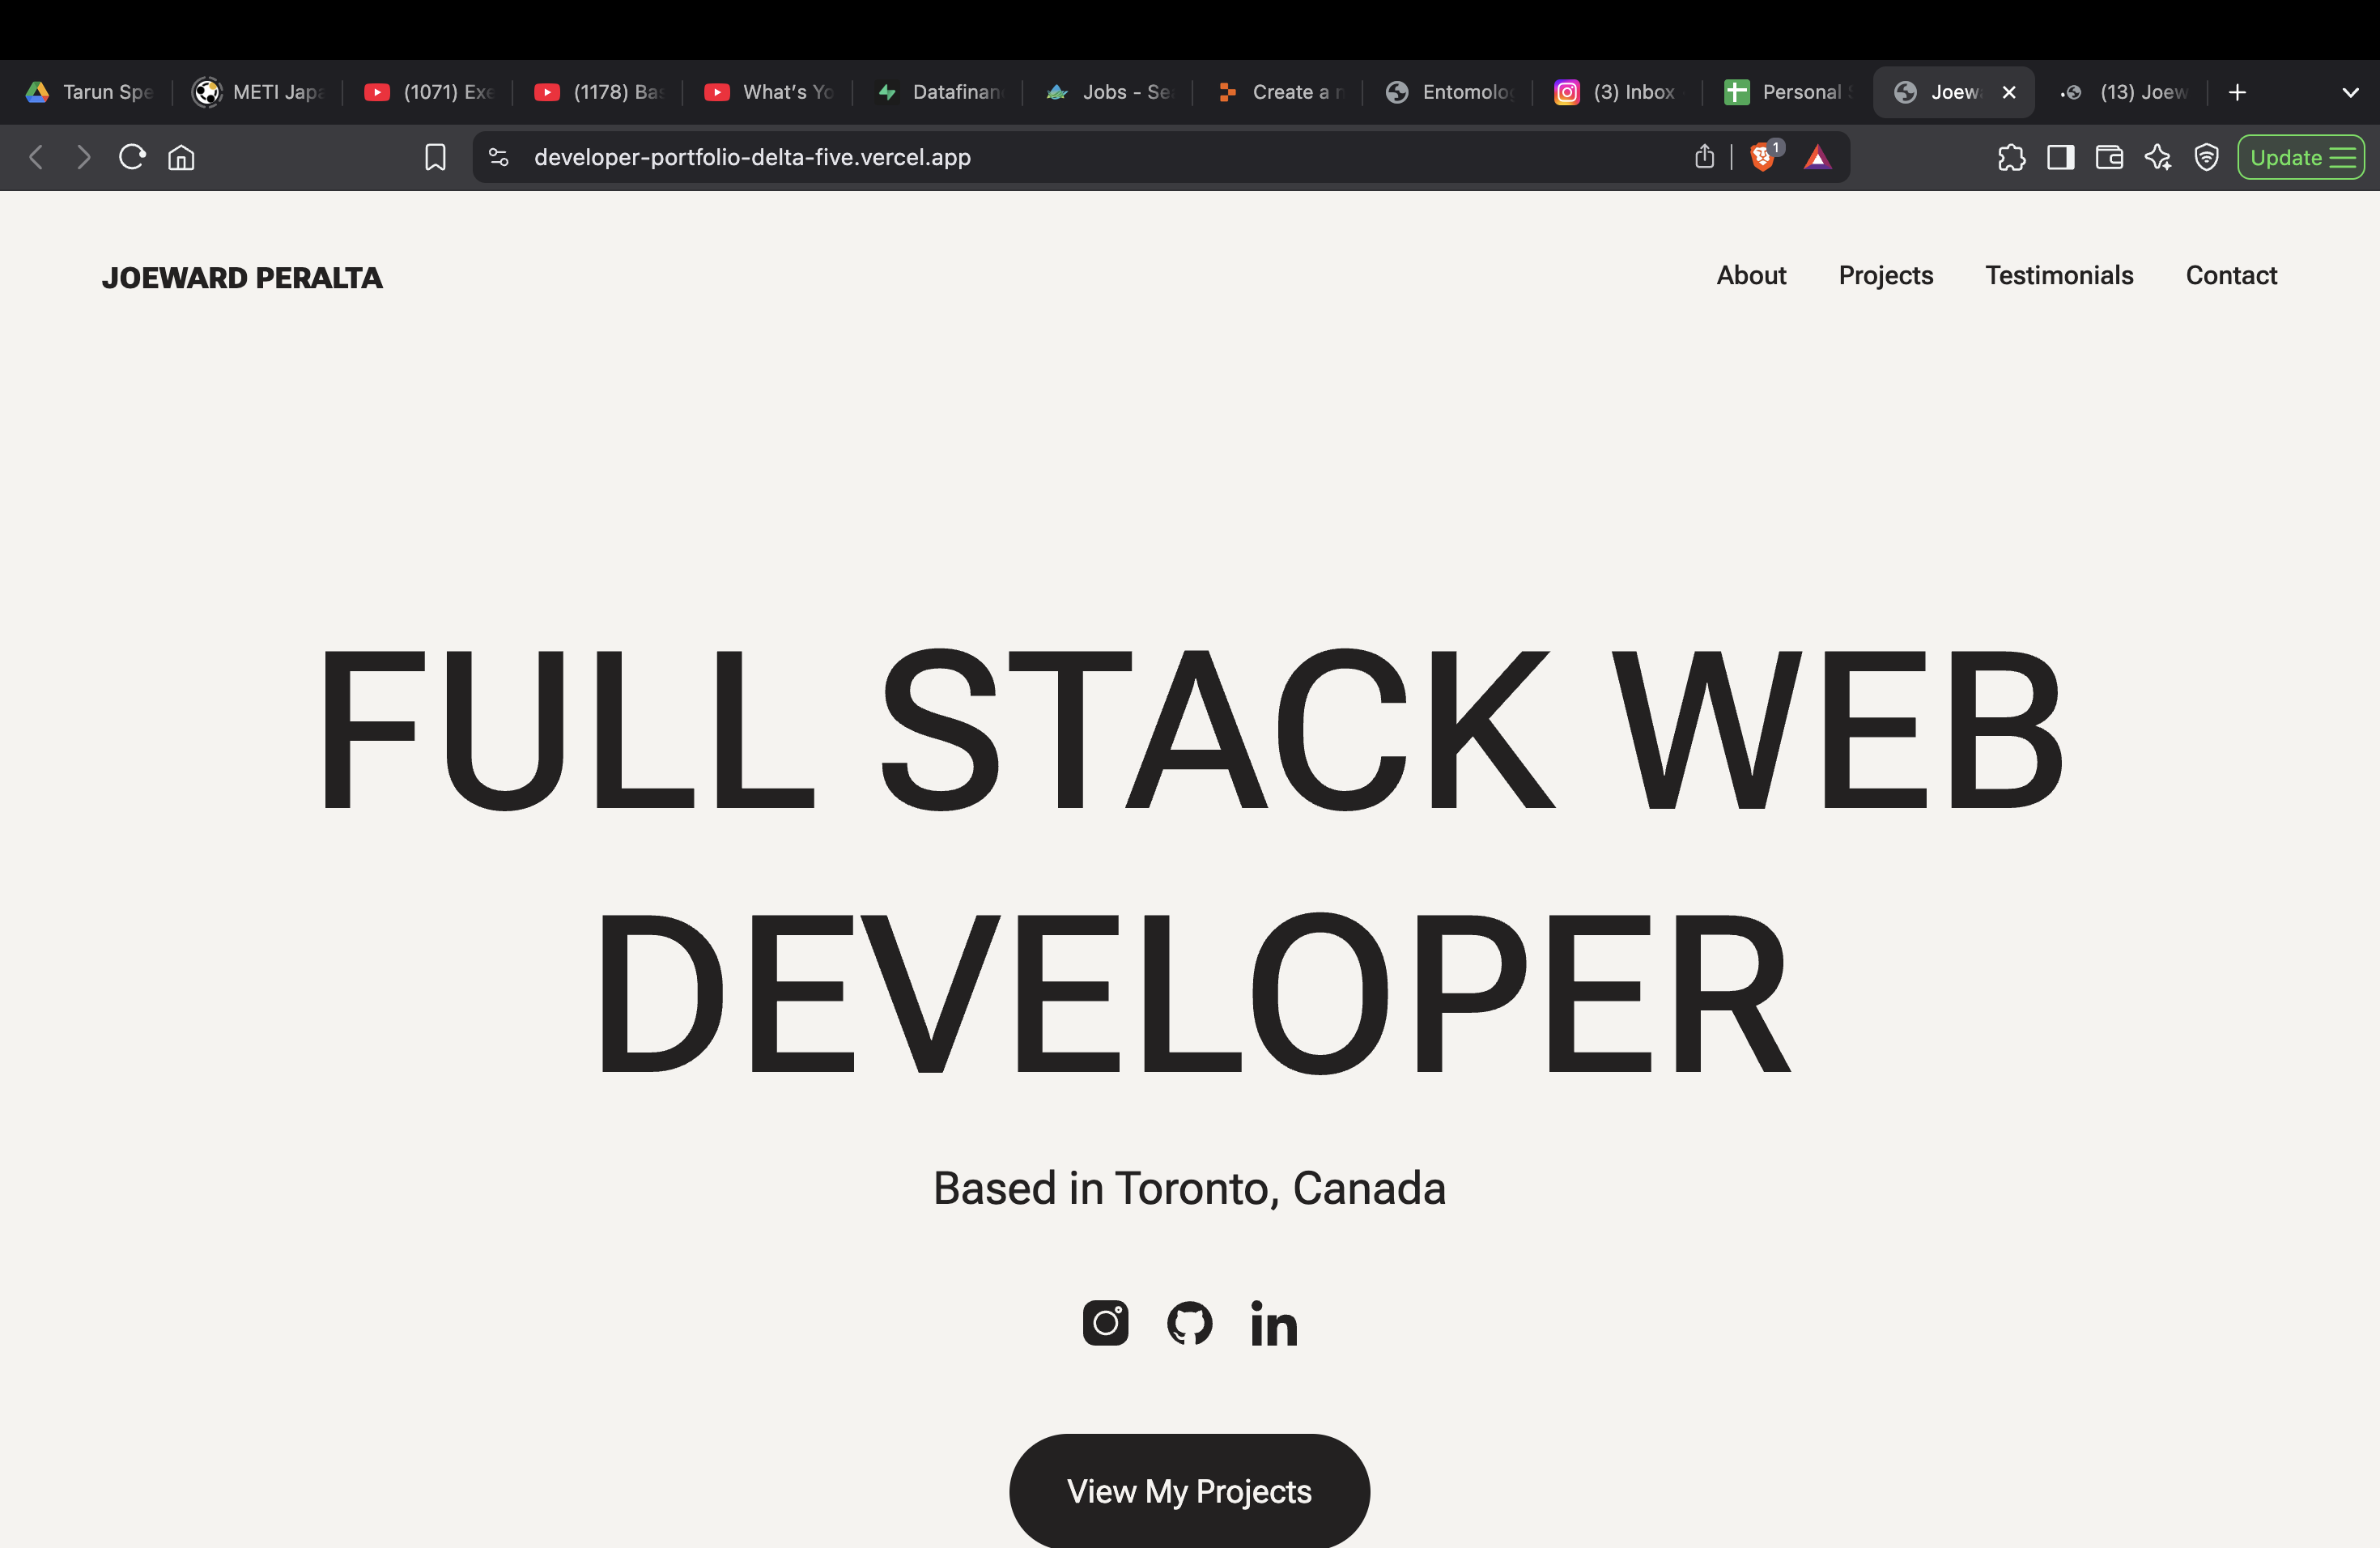 Tarun Spe
METI Japa
(1071) Exe
(1178) Bas
What's Yo
Datafinan
Jobs - Se
Create a n
Entomolo
(3) Inbox
Personal
Joew
(13) Joew
developer-portfolio-delta-five.vercel.app
1
Update
JOEWARD PERALTA
About Projects Testimonials Contact
FULL STACK WEB
DEVELOPER
Based in Toronto, Canada
in
View My Projects